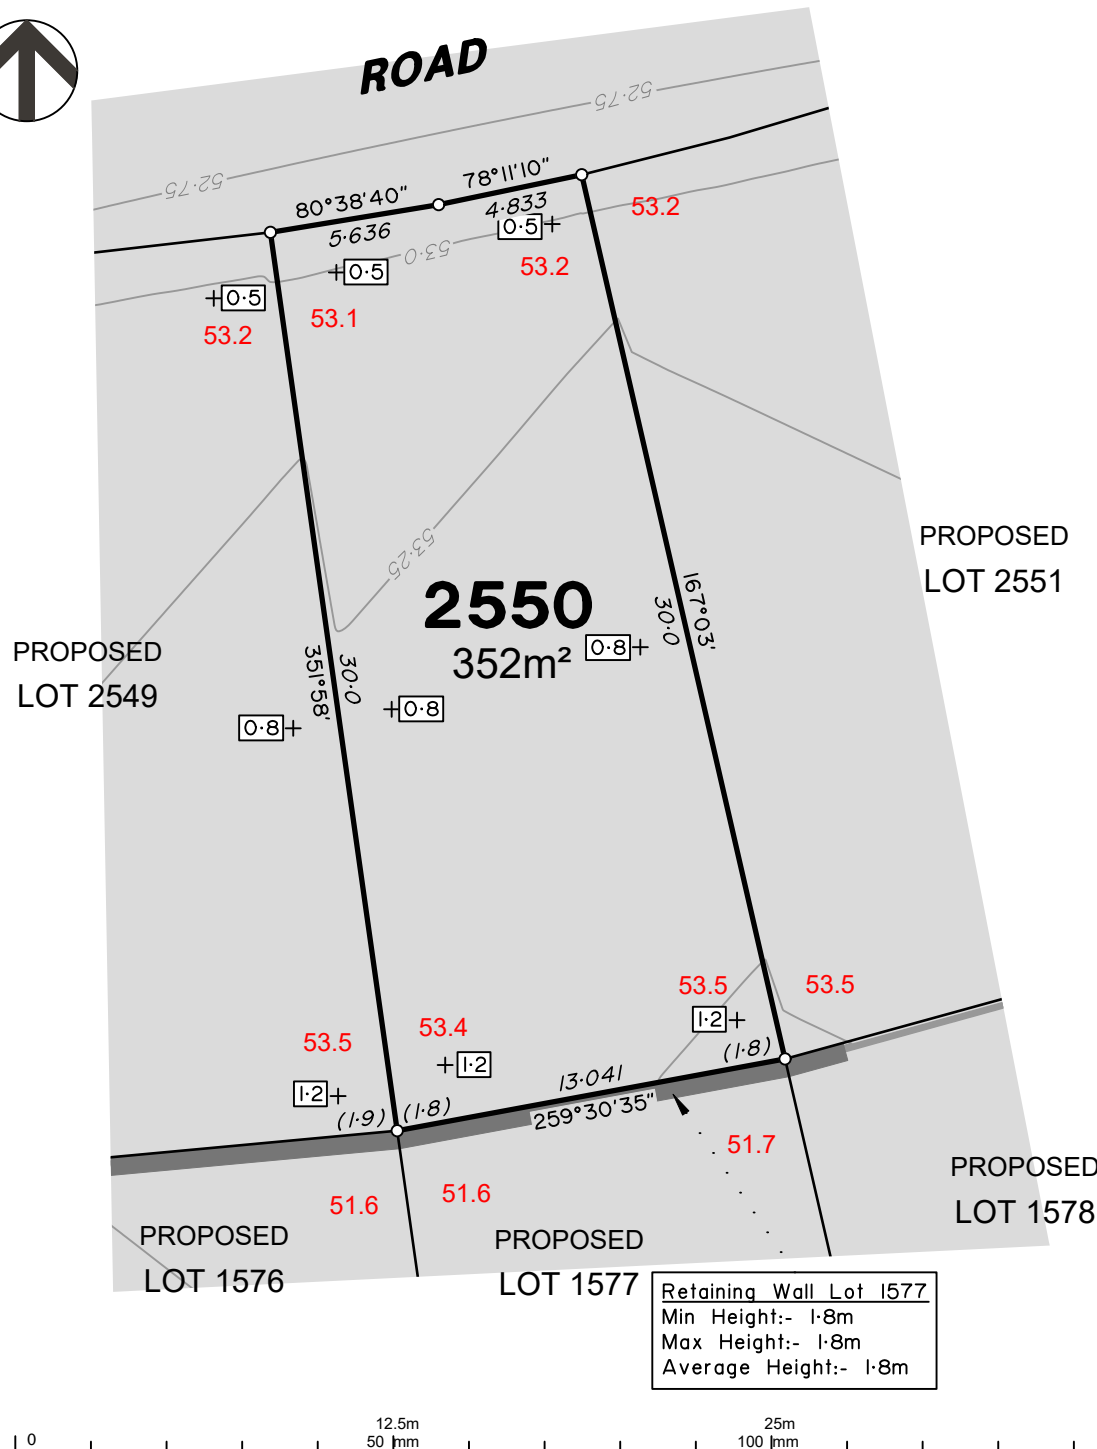 ROAD
52·75
52·75
78°11'10"
80°38'40"
4·833
53.2
0·5
5·636
53·0
53.2
0·5
0·5
53.1
53.2
53·25
PROPOSED
LOT 2551
2550
167°03'
30·0
352m²
0·8
PROPOSED
LOT 2549
351°58'
30·0
0·8
0·8
53.5
53.5
1·2
53.4
53.5
(1·8)
1·2
13·041
1·2
(1·9)
(1·8)
259°30'35"
51.7
51.6
51.6
PROPOSED
LOT 1578
PROPOSED
LOT 1576
PROPOSED
LOT 1577
Retaining Wall Lot 1577
Min Height:- 1·8m
Max Height:- 1·8m
Average Height:- 1·8m
12.5m
25m
0
50 mm
100 mm